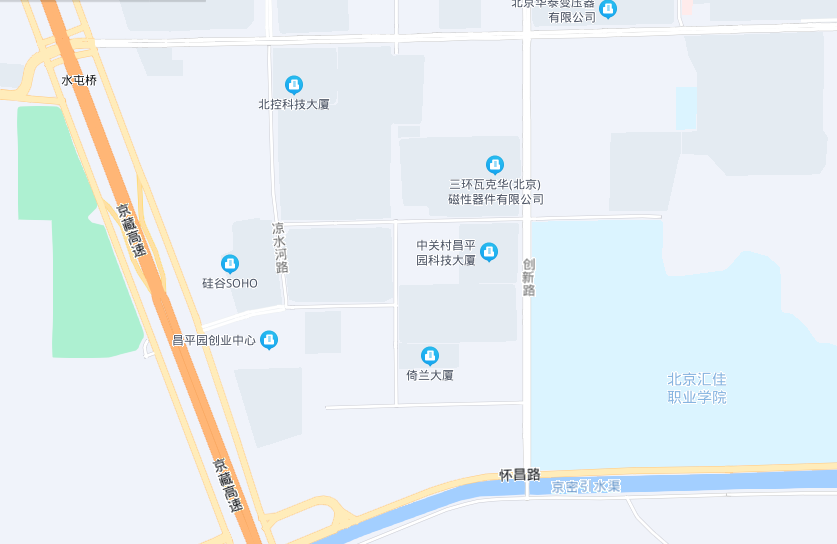 北京华泰变压器
有限公司
水屯桥
北控科技大厦
三环瓦克华(北京)
磁性器件有限公司
京藏高速
凉水河路
中关村昌平
园科技大厦
创新路
硅谷SOHO
昌平园创业中心
倚兰大厦
北京汇佳
职业学院
京藏高速
怀昌路
京密引水渠